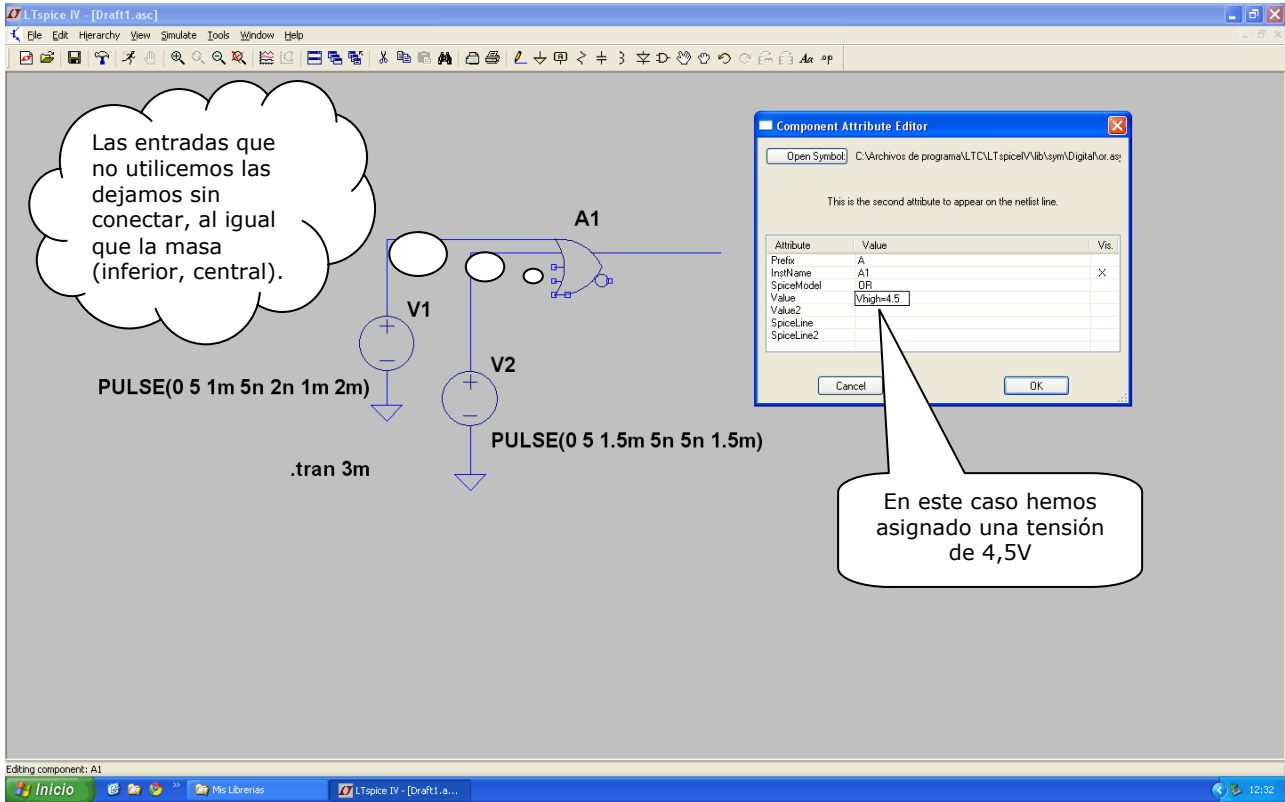 LTspice IV - [Draft1.asc]
File Edit Hierarchy View Simulate Tools Window Help
Aa .op
Las entradas que
no utilicemos las
dejamos sin
conectar, al igual
que la masa
(inferior, central).
A1
V1
V2
PULSE(0 5 1m 5n 2n 1m 2m)
PULSE(0 5 1.5m 5n 5n 1.5m)
.tran 3m
Component Attribute Editor
Open Symbol: C:\Archivos de programa\LTC\LTspiceIV\lib\sym\Digital\or.asy
This is the second attribute to appear on the netlist line.
Attribute Value Vis.
Prefix A
InstName A1 X
SpiceModel OR
Value Vhigh=4.5
Value2
SpiceLine
SpiceLine2
Cancel OK
En este caso hemos
asignado una tensión
de 4,5V
Editing component: A1
Inicio Mis Librerias LTspice IV - [Draft1.a... 12:32